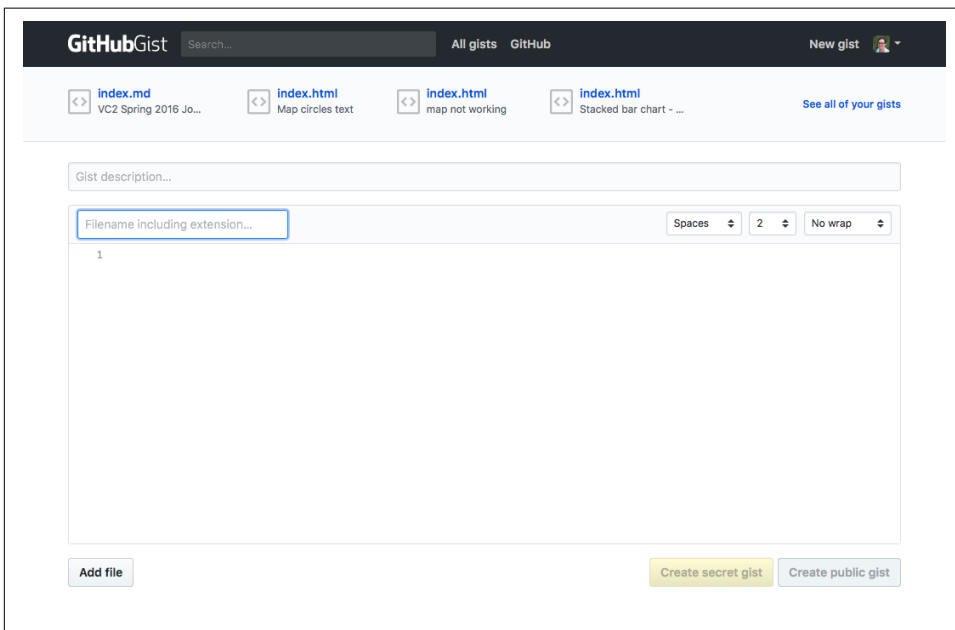 GitHubGist Search... All gists GitHub New gist
index.md index.html index.html index.html
VC2 Spring 2016 Jo... Map circles text map not working Stacked bar chart - ...
See all of your gists
Gist description...
Filename including extension... Spaces 2 No wrap
1
Add file Create secret gist Create public gist